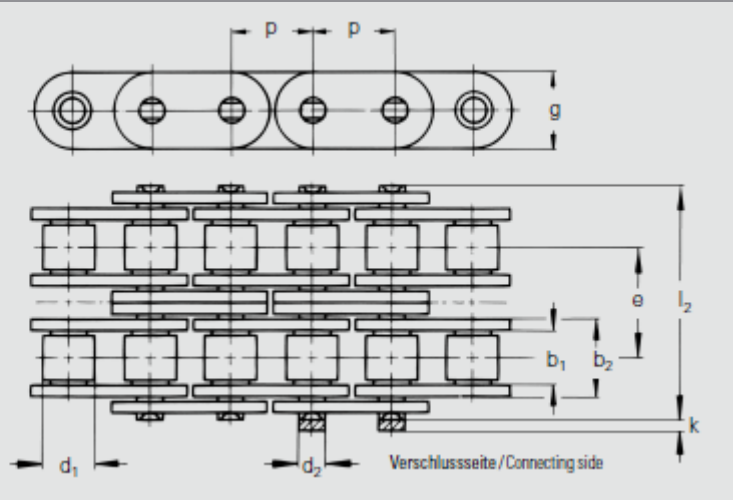 p p
g
e l₂
b₁ b₂
k
d₁ d₂ Verschlussseite / Connecting side